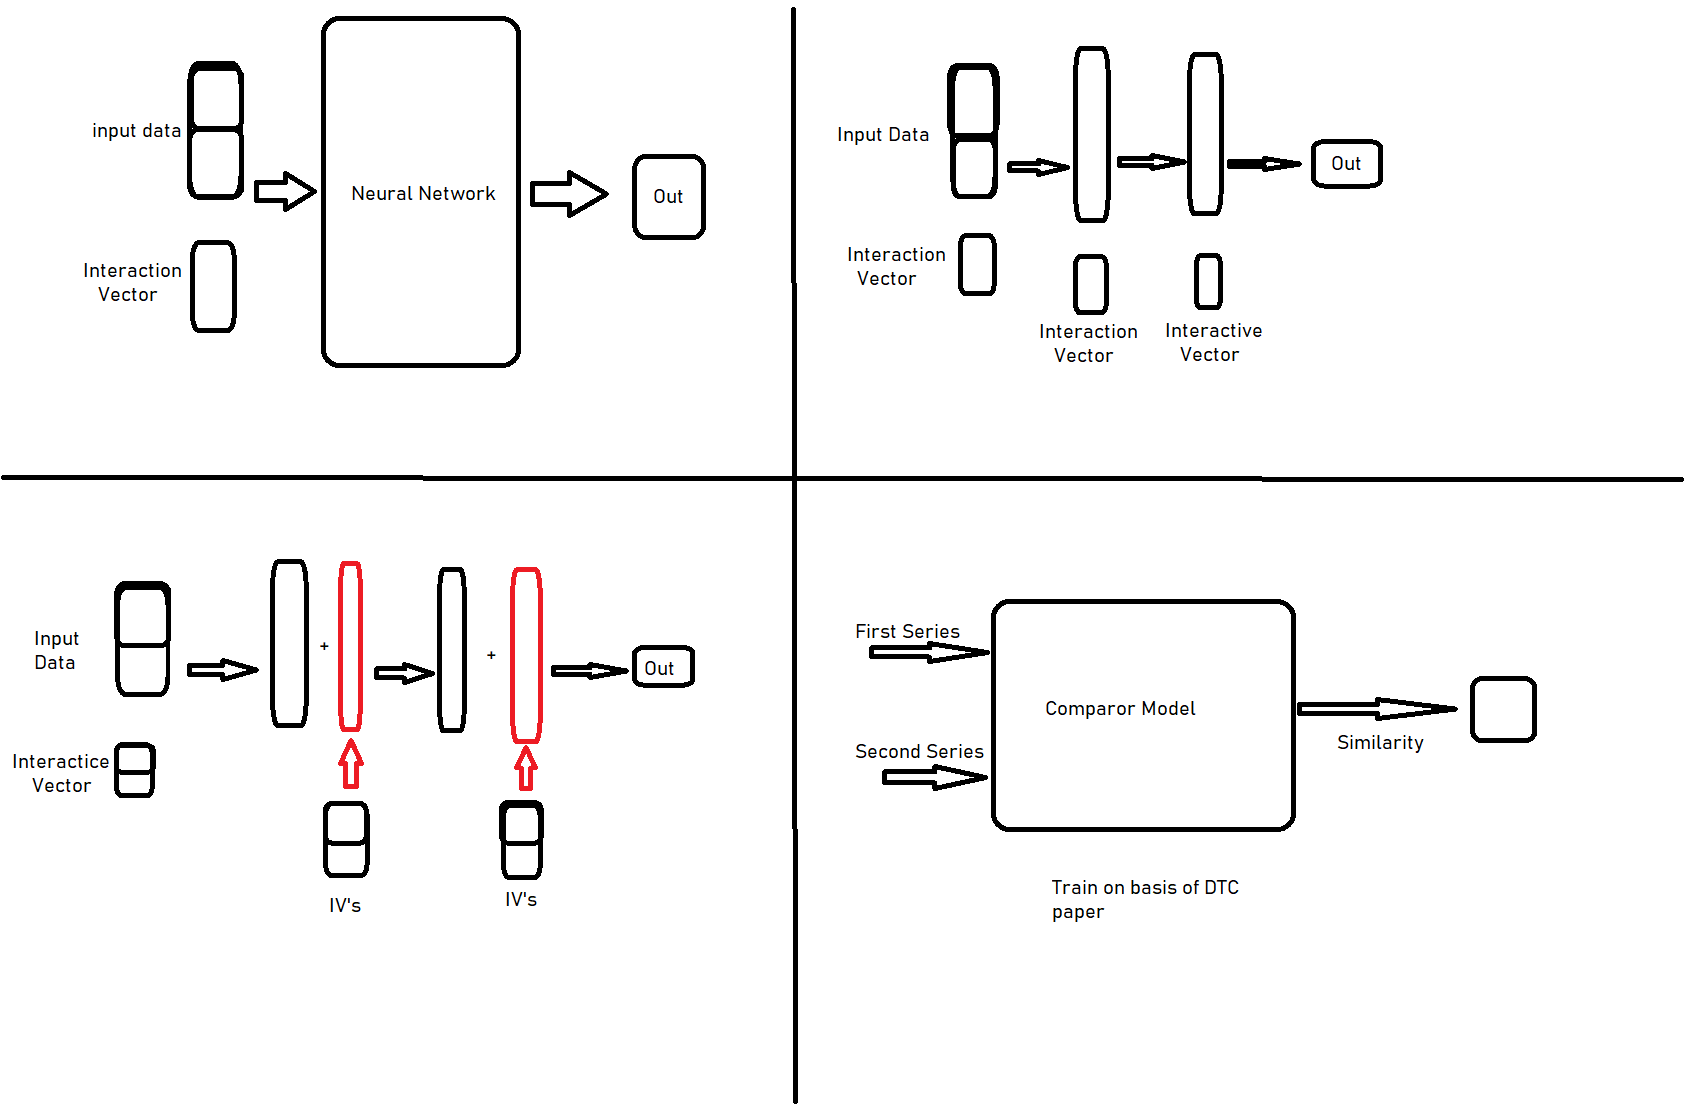 input data
Neural Network
Out
Interaction
Vector
Input Data
Out
Interaction
Vector
Interaction
Vector
Interactive
Vector
Input
Data
+
+
Out
Interactice
Vector
IV's
IV's
First Series
Comparor Model
Second Series
Similarity
Train on basis of DTC
paper